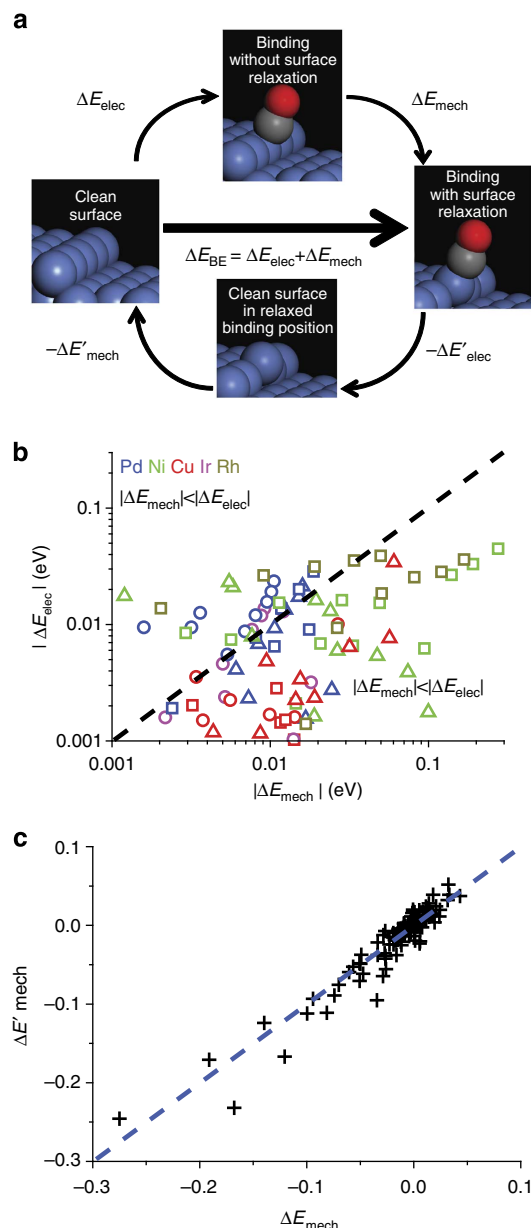 a
Binding
without surface
relaxation
ΔE_elec
ΔE_mech
Clean
surface
Binding
with surface
relaxation
ΔE_BE = ΔE_elec+ΔE_mech
Clean surface
in relaxed
binding position
−ΔE′_mech
−ΔE′_elec
b
Pd Ni Cu Ir Rh
|ΔE_mech|<|ΔE_elec|
|ΔE_mech|<|ΔE_elec|
0.1
0.01
0.001
|ΔE_elec| (eV)
0.001 0.01 0.1
|ΔE_mech| (eV)
c
0.1
0.0
−0.1
−0.2
−0.3
ΔE′ mech
−0.3 −0.2 −0.1 0.0 0.1
ΔE_mech